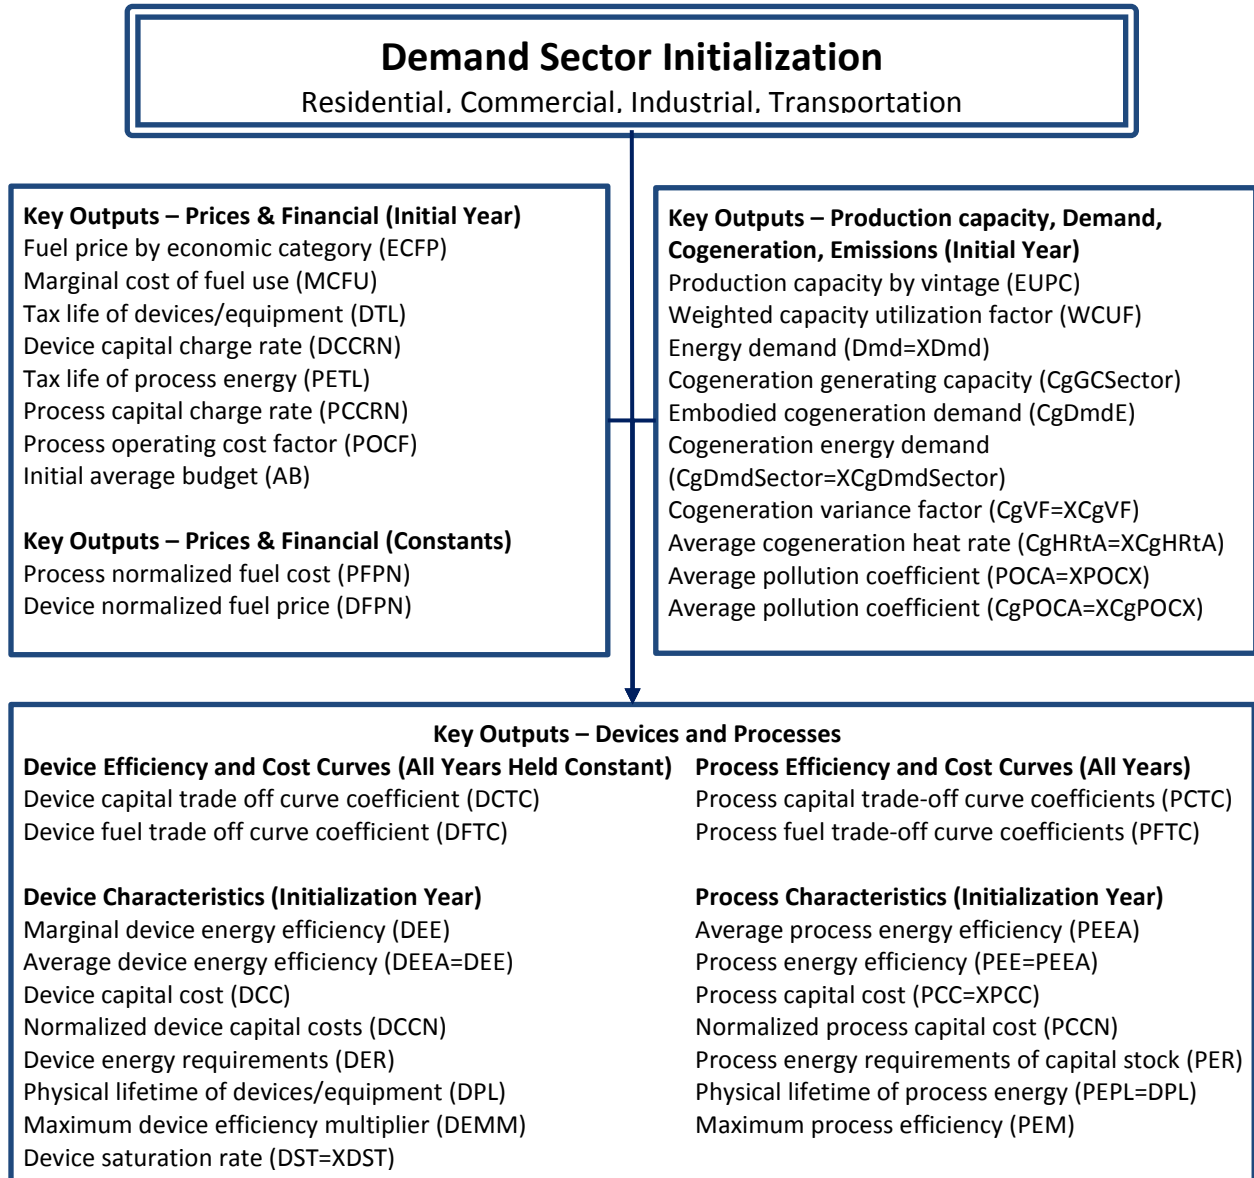 Demand Sector Initialization
Residential, Commercial, Industrial, Transportation
Key Outputs – Prices & Financial (Initial Year)
Fuel price by economic category (ECFP)
Marginal cost of fuel use (MCFU)
Tax life of devices/equipment (DTL)
Device capital charge rate (DCCRN)
Tax life of process energy (PETL)
Process capital charge rate (PCCRN)
Process operating cost factor (POCF)
Initial average budget (AB)
Key Outputs – Prices & Financial (Constants)
Process normalized fuel cost (PFPN)
Device normalized fuel price (DFPN)
Key Outputs – Production capacity, Demand,
Cogeneration, Emissions (Initial Year)
Production capacity by vintage (EUPC)
Weighted capacity utilization factor (WCUF)
Energy demand (Dmd=XDmd)
Cogeneration generating capacity (CgGCSector)
Embodied cogeneration demand (CgDmdE)
Cogeneration energy demand
(CgDmdSector=XCgDmdSector)
Cogeneration variance factor (CgVF=XCgVF)
Average cogeneration heat rate (CgHRtA=XCgHRtA)
Average pollution coefficient (POCA=XPOCX)
Average pollution coefficient (CgPOCA=XCgPOCX)
Key Outputs – Devices and Processes
Device Efficiency and Cost Curves (All Years Held Constant)
Device capital trade off curve coefficient (DCTC)
Device fuel trade off curve coefficient (DFTC)
Device Characteristics (Initialization Year)
Marginal device energy efficiency (DEE)
Average device energy efficiency (DEEA=DEE)
Device capital cost (DCC)
Normalized device capital costs (DCCN)
Device energy requirements (DER)
Physical lifetime of devices/equipment (DPL)
Maximum device efficiency multiplier (DEMM)
Device saturation rate (DST=XDST)
Process Efficiency and Cost Curves (All Years)
Process capital trade-off curve coefficients (PCTC)
Process fuel trade-off curve coefficients (PFTC)
Process Characteristics (Initialization Year)
Average process energy efficiency (PEEA)
Process energy efficiency (PEE=PEEA)
Process capital cost (PCC=XPCC)
Normalized process capital cost (PCCN)
Process energy requirements of capital stock (PER)
Physical lifetime of process energy (PEPL=DPL)
Maximum process efficiency (PEM)